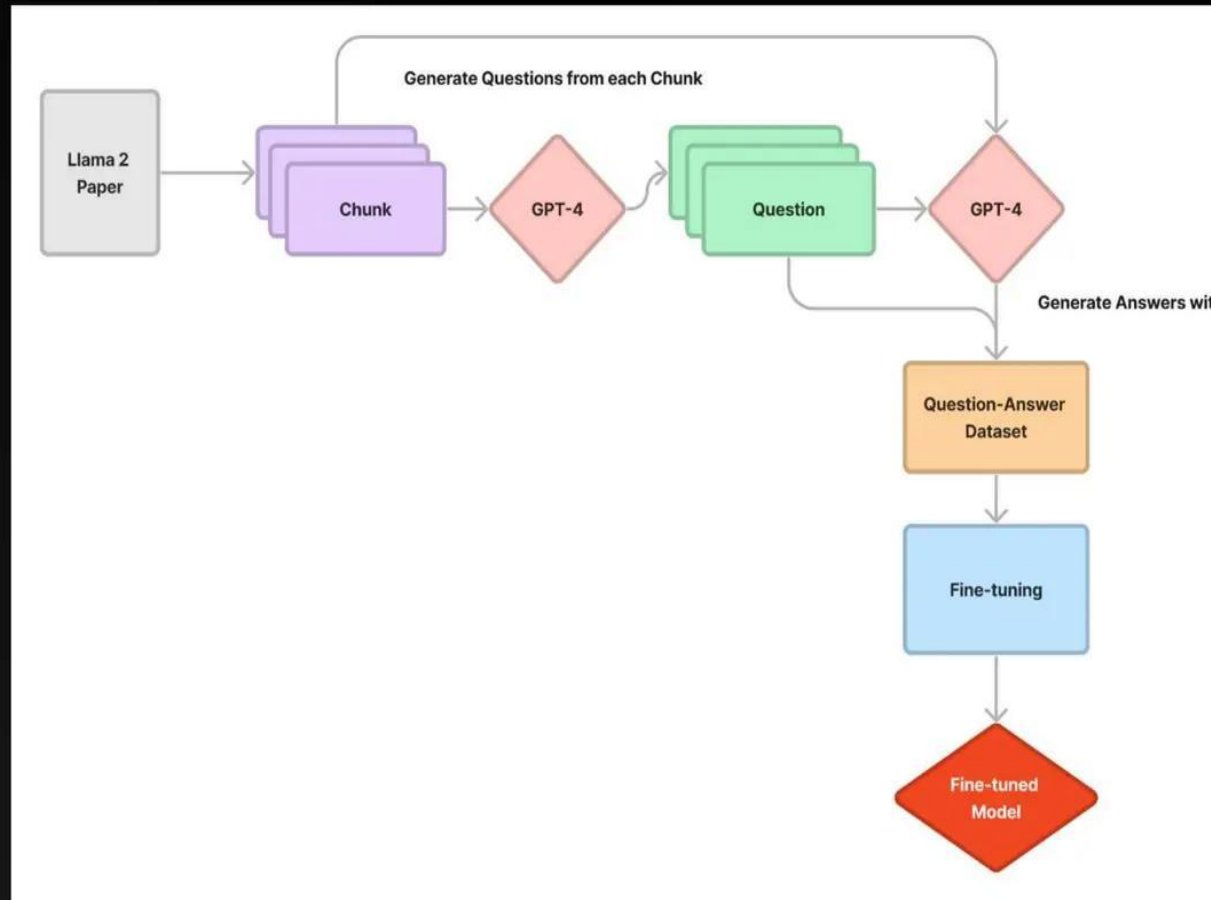 Generate Questions from each Chunk
Llama 2
Paper
Chunk
GPT-4
Question
GPT-4
Generate Answers
Question-Answer
Dataset
Fine-tuning
Fine-tuned
Model